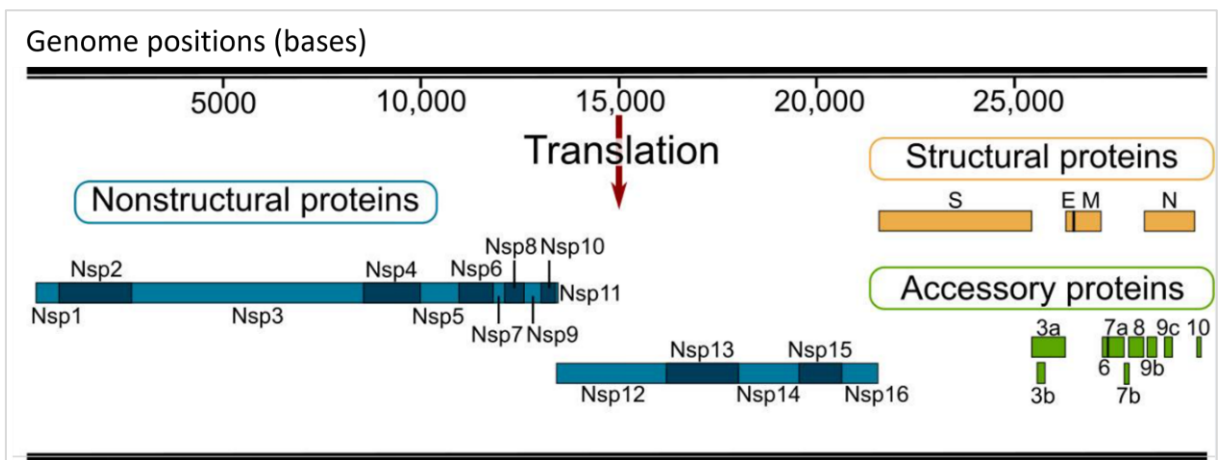 Genome positions (bases)
5000 10,000 15,000 20,000 25,000
Translation
Structural proteins
Nonstructural proteins
S E M N
Nsp8 Nsp10
Nsp2 Nsp4 Nsp6
Nsp11
Nsp1 Nsp3 Nsp5 Nsp7 Nsp9
Accessory proteins
3a 7a 8 9c 10
6 9b
3b 7b
Nsp13 Nsp15
Nsp12 Nsp14 Nsp16